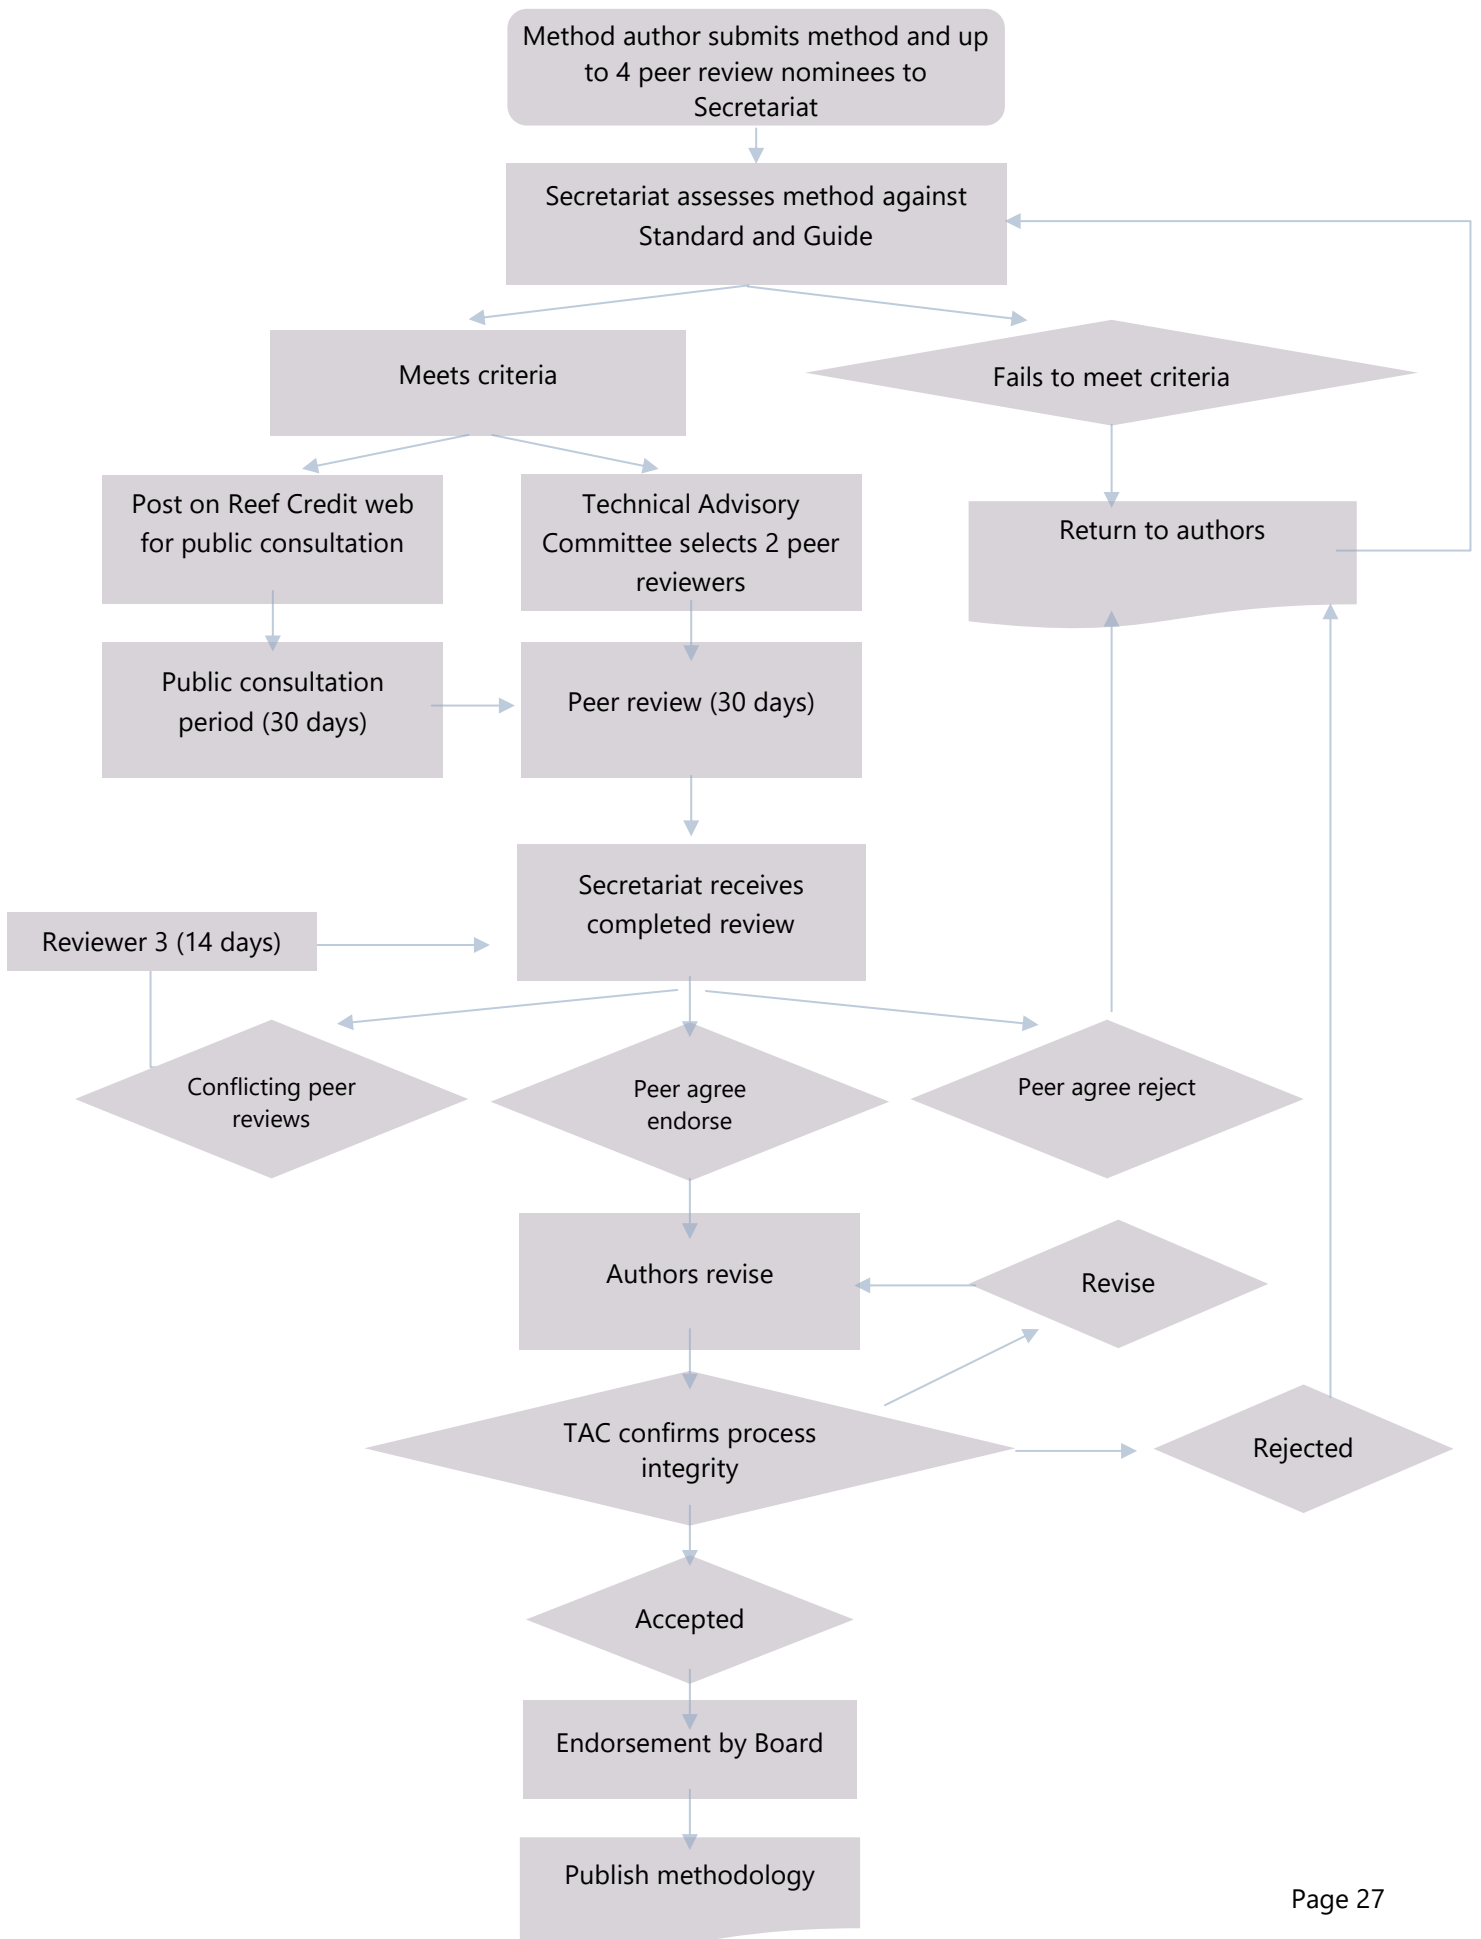 Method author submits method and up
to 4 peer review nominees to
Secretariat
Secretariat assesses method against
Standard and Guide
Meets criteria
Fails to meet criteria
Post on Reef Credit web
for public consultation
Technical Advisory
Committee selects 2 peer
reviewers
Return to authors
Public consultation
period (30 days)
Peer review (30 days)
Secretariat receives
completed review
Reviewer 3 (14 days)
Conflicting peer
reviews
Peer agree
endorse
Peer agree reject
Authors revise
Revise
TAC confirms process
integrity
Rejected
Accepted
Endorsement by Board
Publish methodology
Page 27